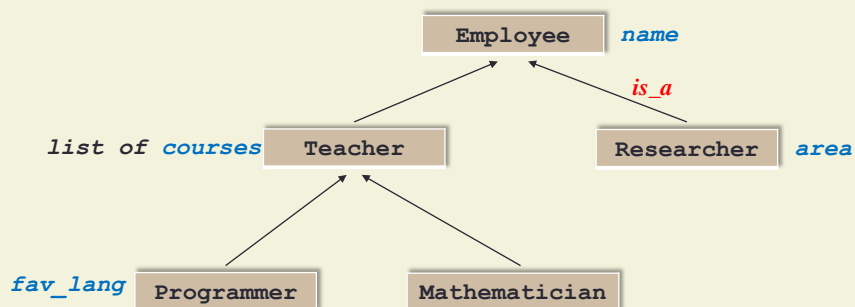 Employee name
is_a
list of courses Teacher Researcher area
fav_lang Programmer Mathematician